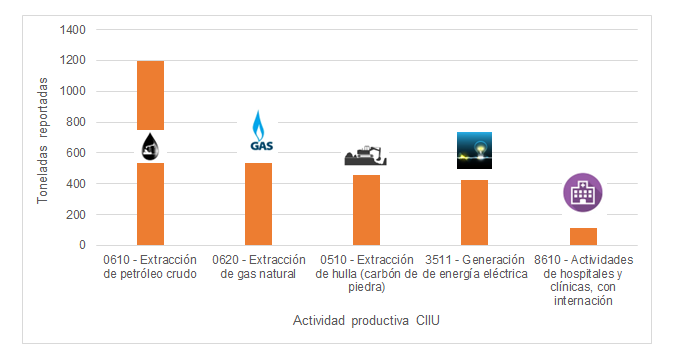 1400
1200
1000
800
600
400
200
0
Toneladas reportadas
GAS
0610 - Extracción
de petróleo crudo
0620 - Extracción
de gas natural
0510 - Extracción
de hulla (carbón de
piedra)
3511 - Generación
de energía eléctrica
8610 - Actividades
de hospitales y
clínicas, con
internación
Actividad productiva CIIU